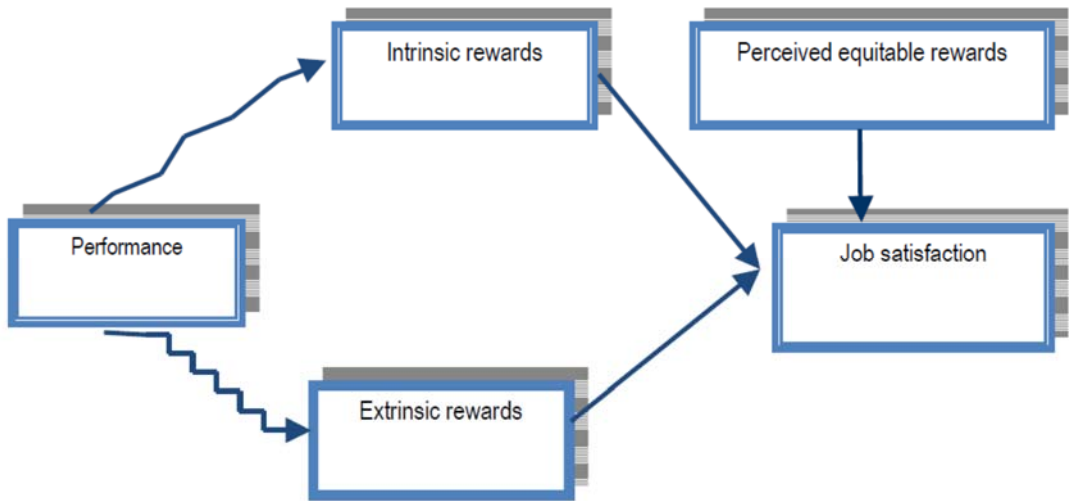 Intrinsic rewards
Perceived equitable rewards
Performance
Job satisfaction
Extrinsic rewards